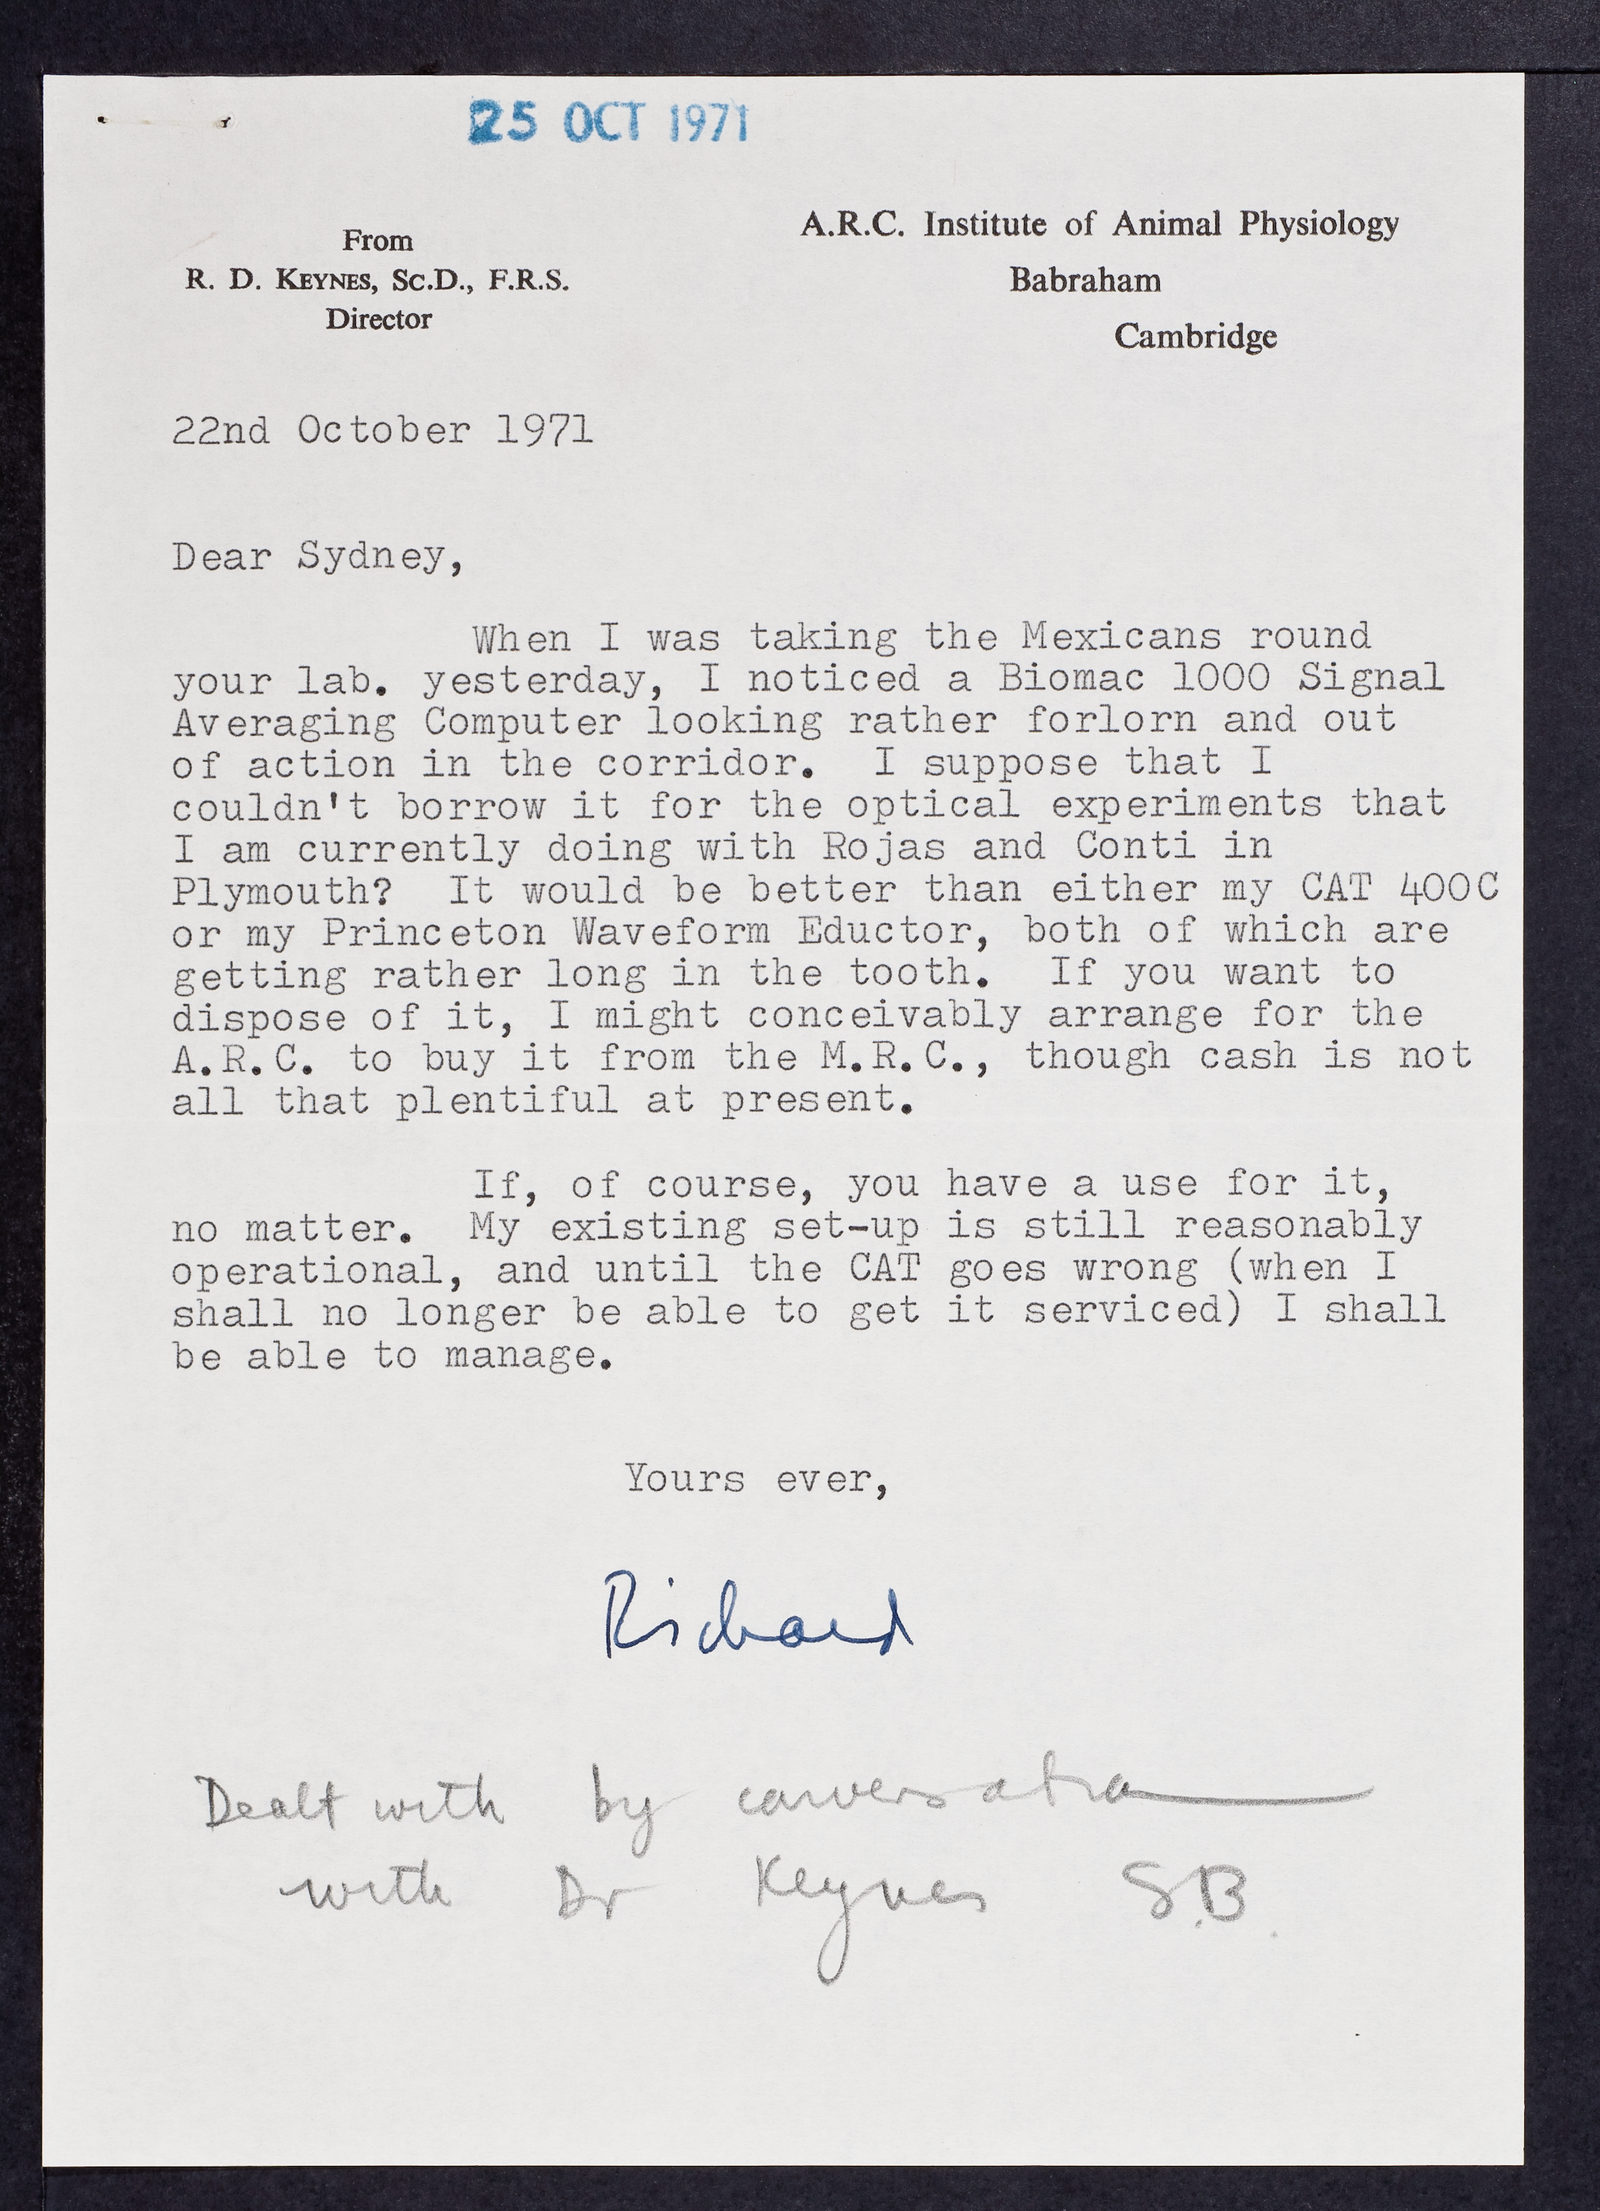 25 OCT 1971
From
R. D. KEYNES, Sc.D., F.R.S.
Director
A.R.C. Institute of Animal Physiology
Babraham
Cambridge
22nd October 1971
Dear Sydney,
When I was taking the Mexicans round
your lab. yesterday, I noticed a Biomac 1000 Signal
Averaging Computer looking rather forlorn and out
of action in the corridor. I suppose that I
couldn't borrow it for the optical experiments that
I am currently doing with Rojas and Conti in
Plymouth? It would be better than either my CAT 400C
or my Princeton Waveform Eductor, both of which are
getting rather long in the tooth. If you want to
dispose of it, I might conceivably arrange for the
A.R.C. to buy it from the M.R.C., though cash is not
all that plentiful at present.
If, of course, you have a use for it,
no matter. My existing set-up is still reasonably
operational, and until the CAT goes wrong (when I
shall no longer be able to get it serviced) I shall
be able to manage.
Yours ever,
Richard
Dealt with by conversation
with Dr Keynes S.B.